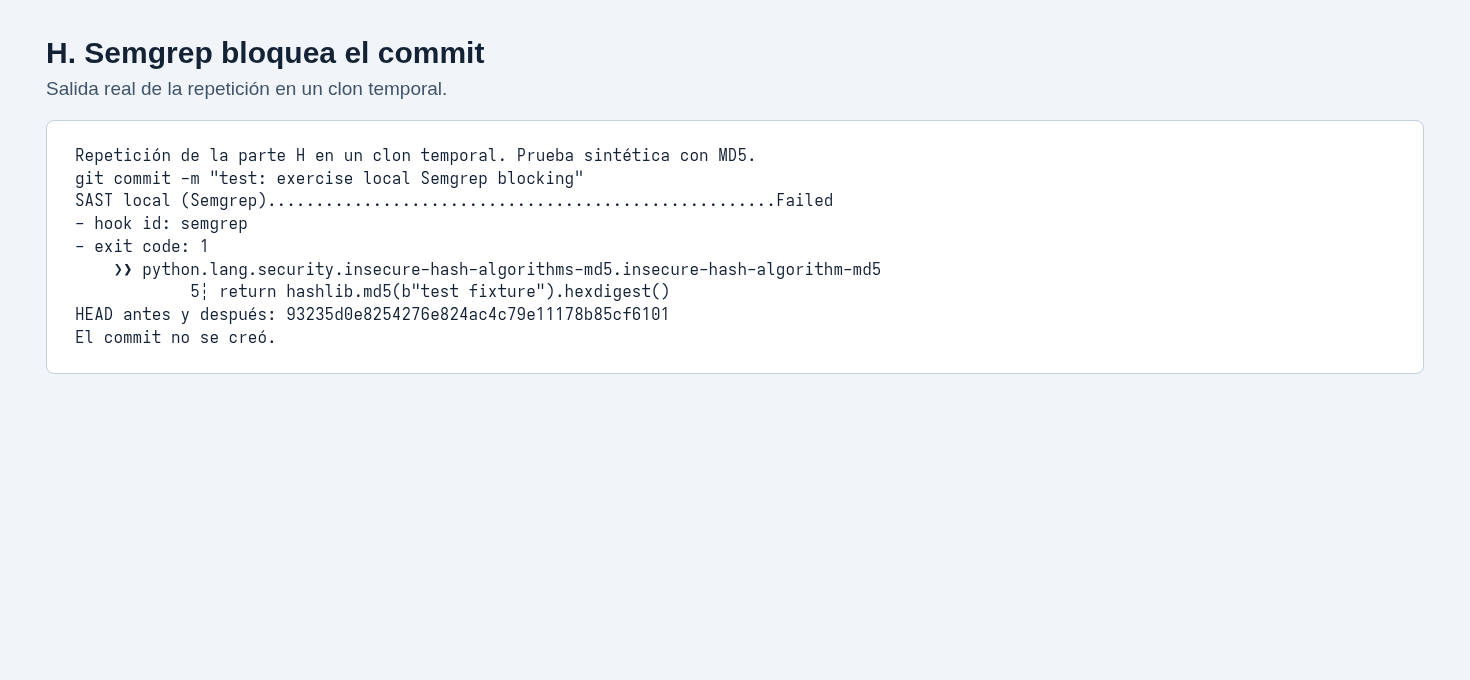 H. Semgrep bloquea el commit
Salida real de la repetición en un clon temporal.
Repetición de la parte H en un clon temporal. Prueba sintética con MD5.
git commit -m "test: exercise local Semgrep blocking"
SAST local (Semgrep).....................................................Failed
- hook id: semgrep
- exit code: 1
    ❯❯ python.lang.security.insecure-hash-algorithms-md5.insecure-hash-algorithm-md5
            5┆ return hashlib.md5(b"test fixture").hexdigest()
HEAD antes y después: 93235d0e8254276e824ac4c79e11178b85cf6101
El commit no se creó.